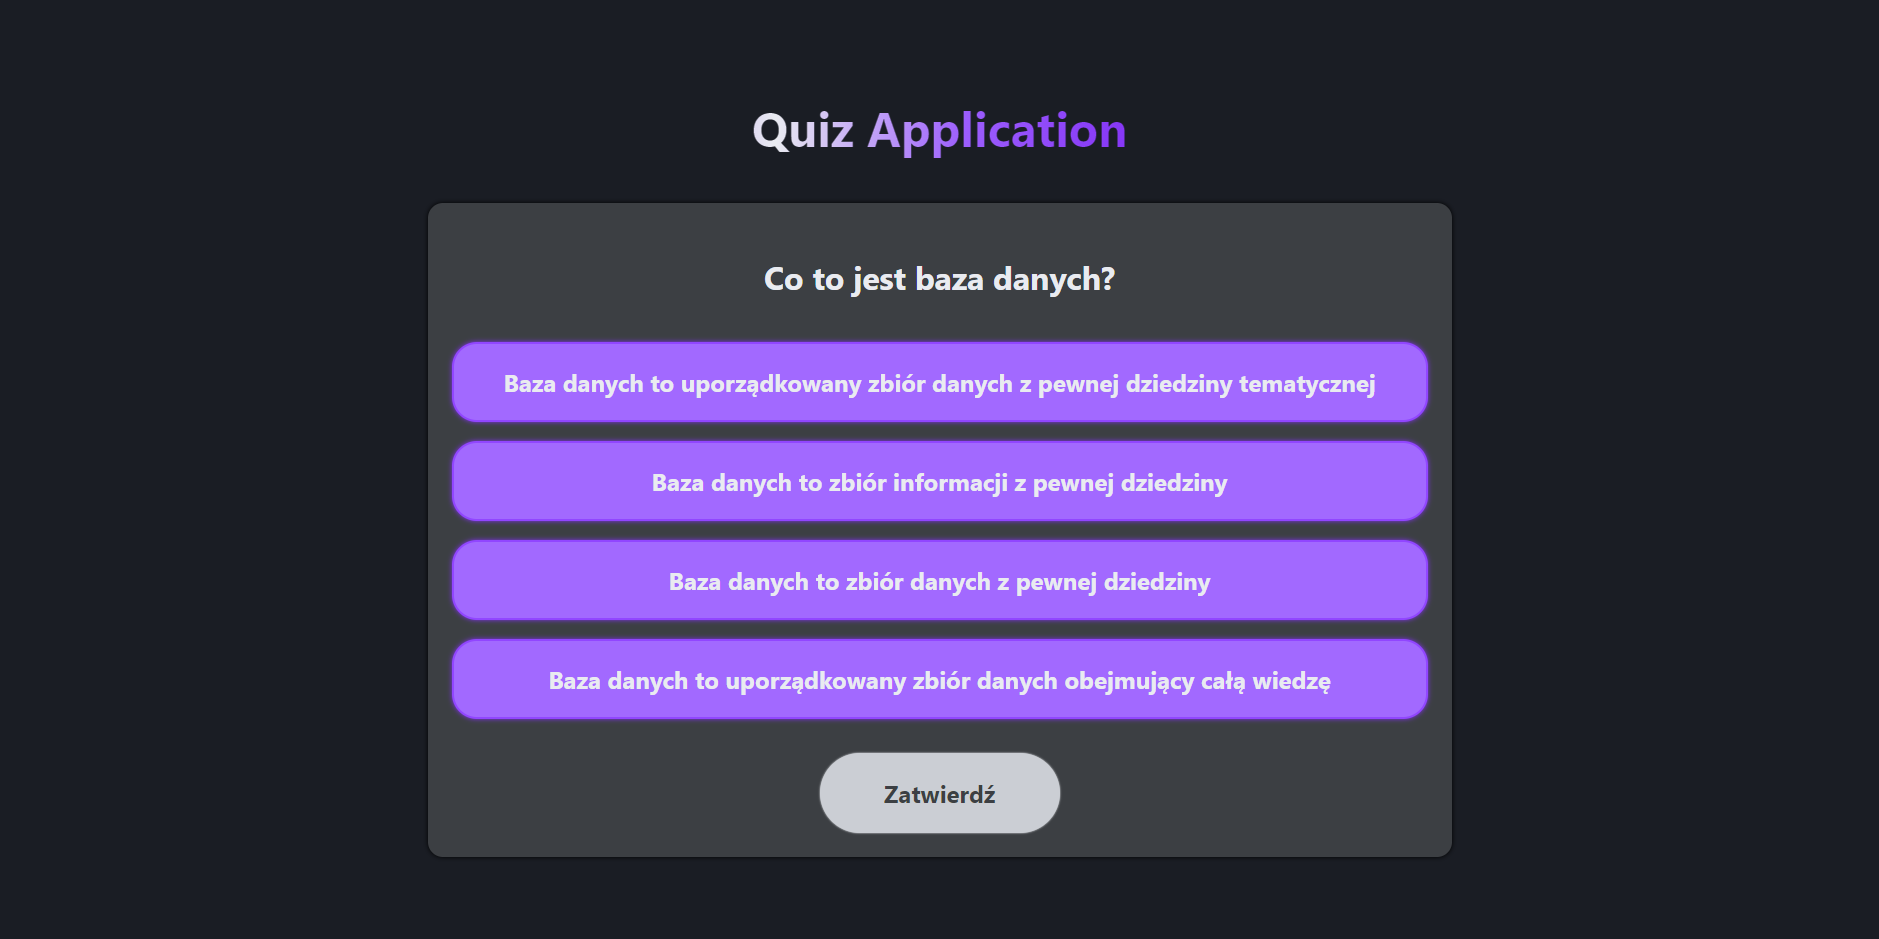 Quiz Application
Co to jest baza danych?
Baza danych to uporządkowany zbiór danych z pewnej dziedziny tematycznej
Baza danych to zbiór informacji z pewnej dziedziny
Baza danych to zbiór danych z pewnej dziedziny
Baza danych to uporządkowany zbiór danych obejmujący całą wiedzę
Zatwierdź